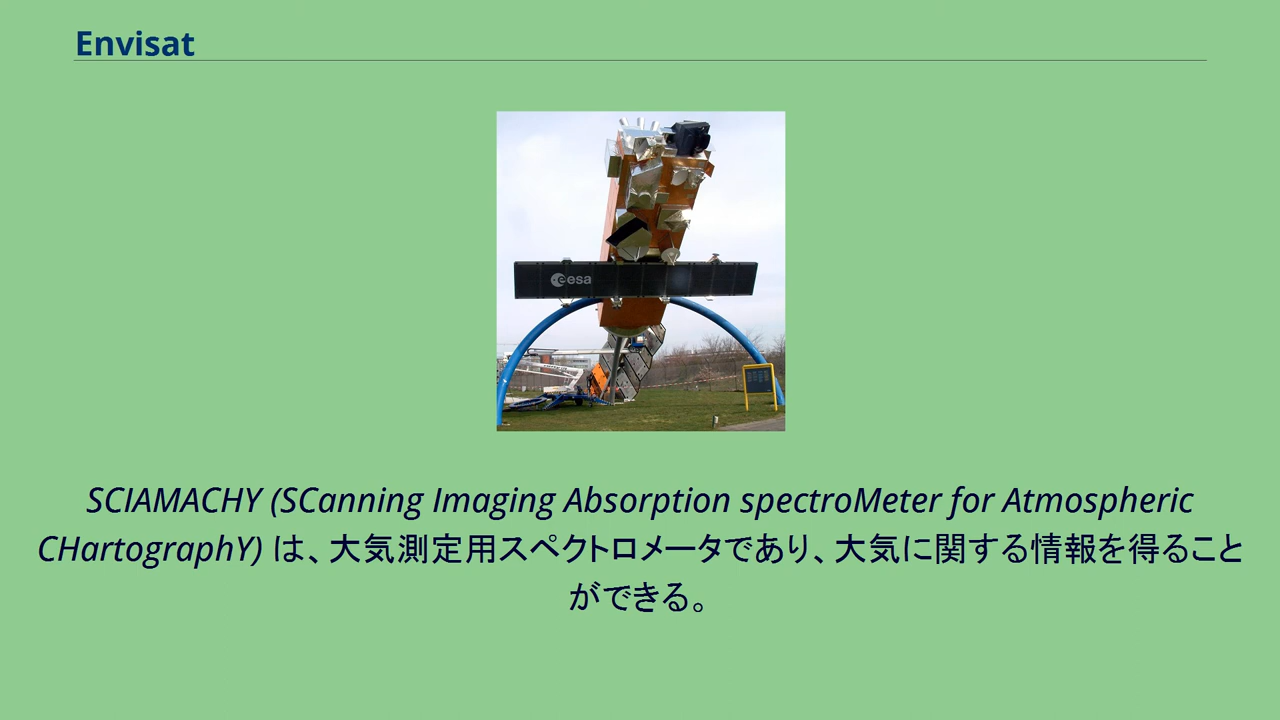 Envisat
esa
SCIAMACHY (SCanning Imaging Absorption spectroMeter for Atmospheric
CHartographY) は、大気測定用スペクトロメータであり、大気に関する情報を得ること
ができる。